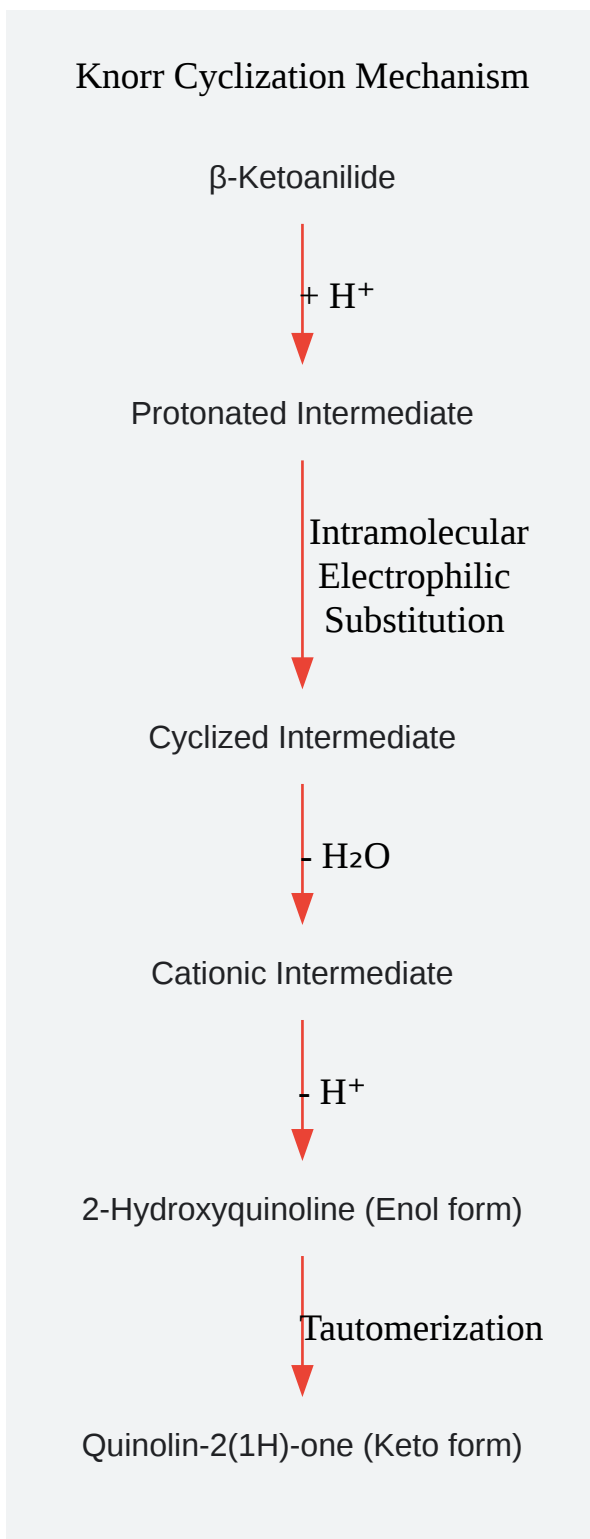 Knorr Cyclization Mechanism
β-Ketoanilide
+ H⁺
Protonated Intermediate
Intramolecular
Electrophilic
Substitution
Cyclized Intermediate
- H₂O
Cationic Intermediate
- H⁺
2-Hydroxyquinoline (Enol form)
Tautomerization
Quinolin-2(1H)-one (Keto form)